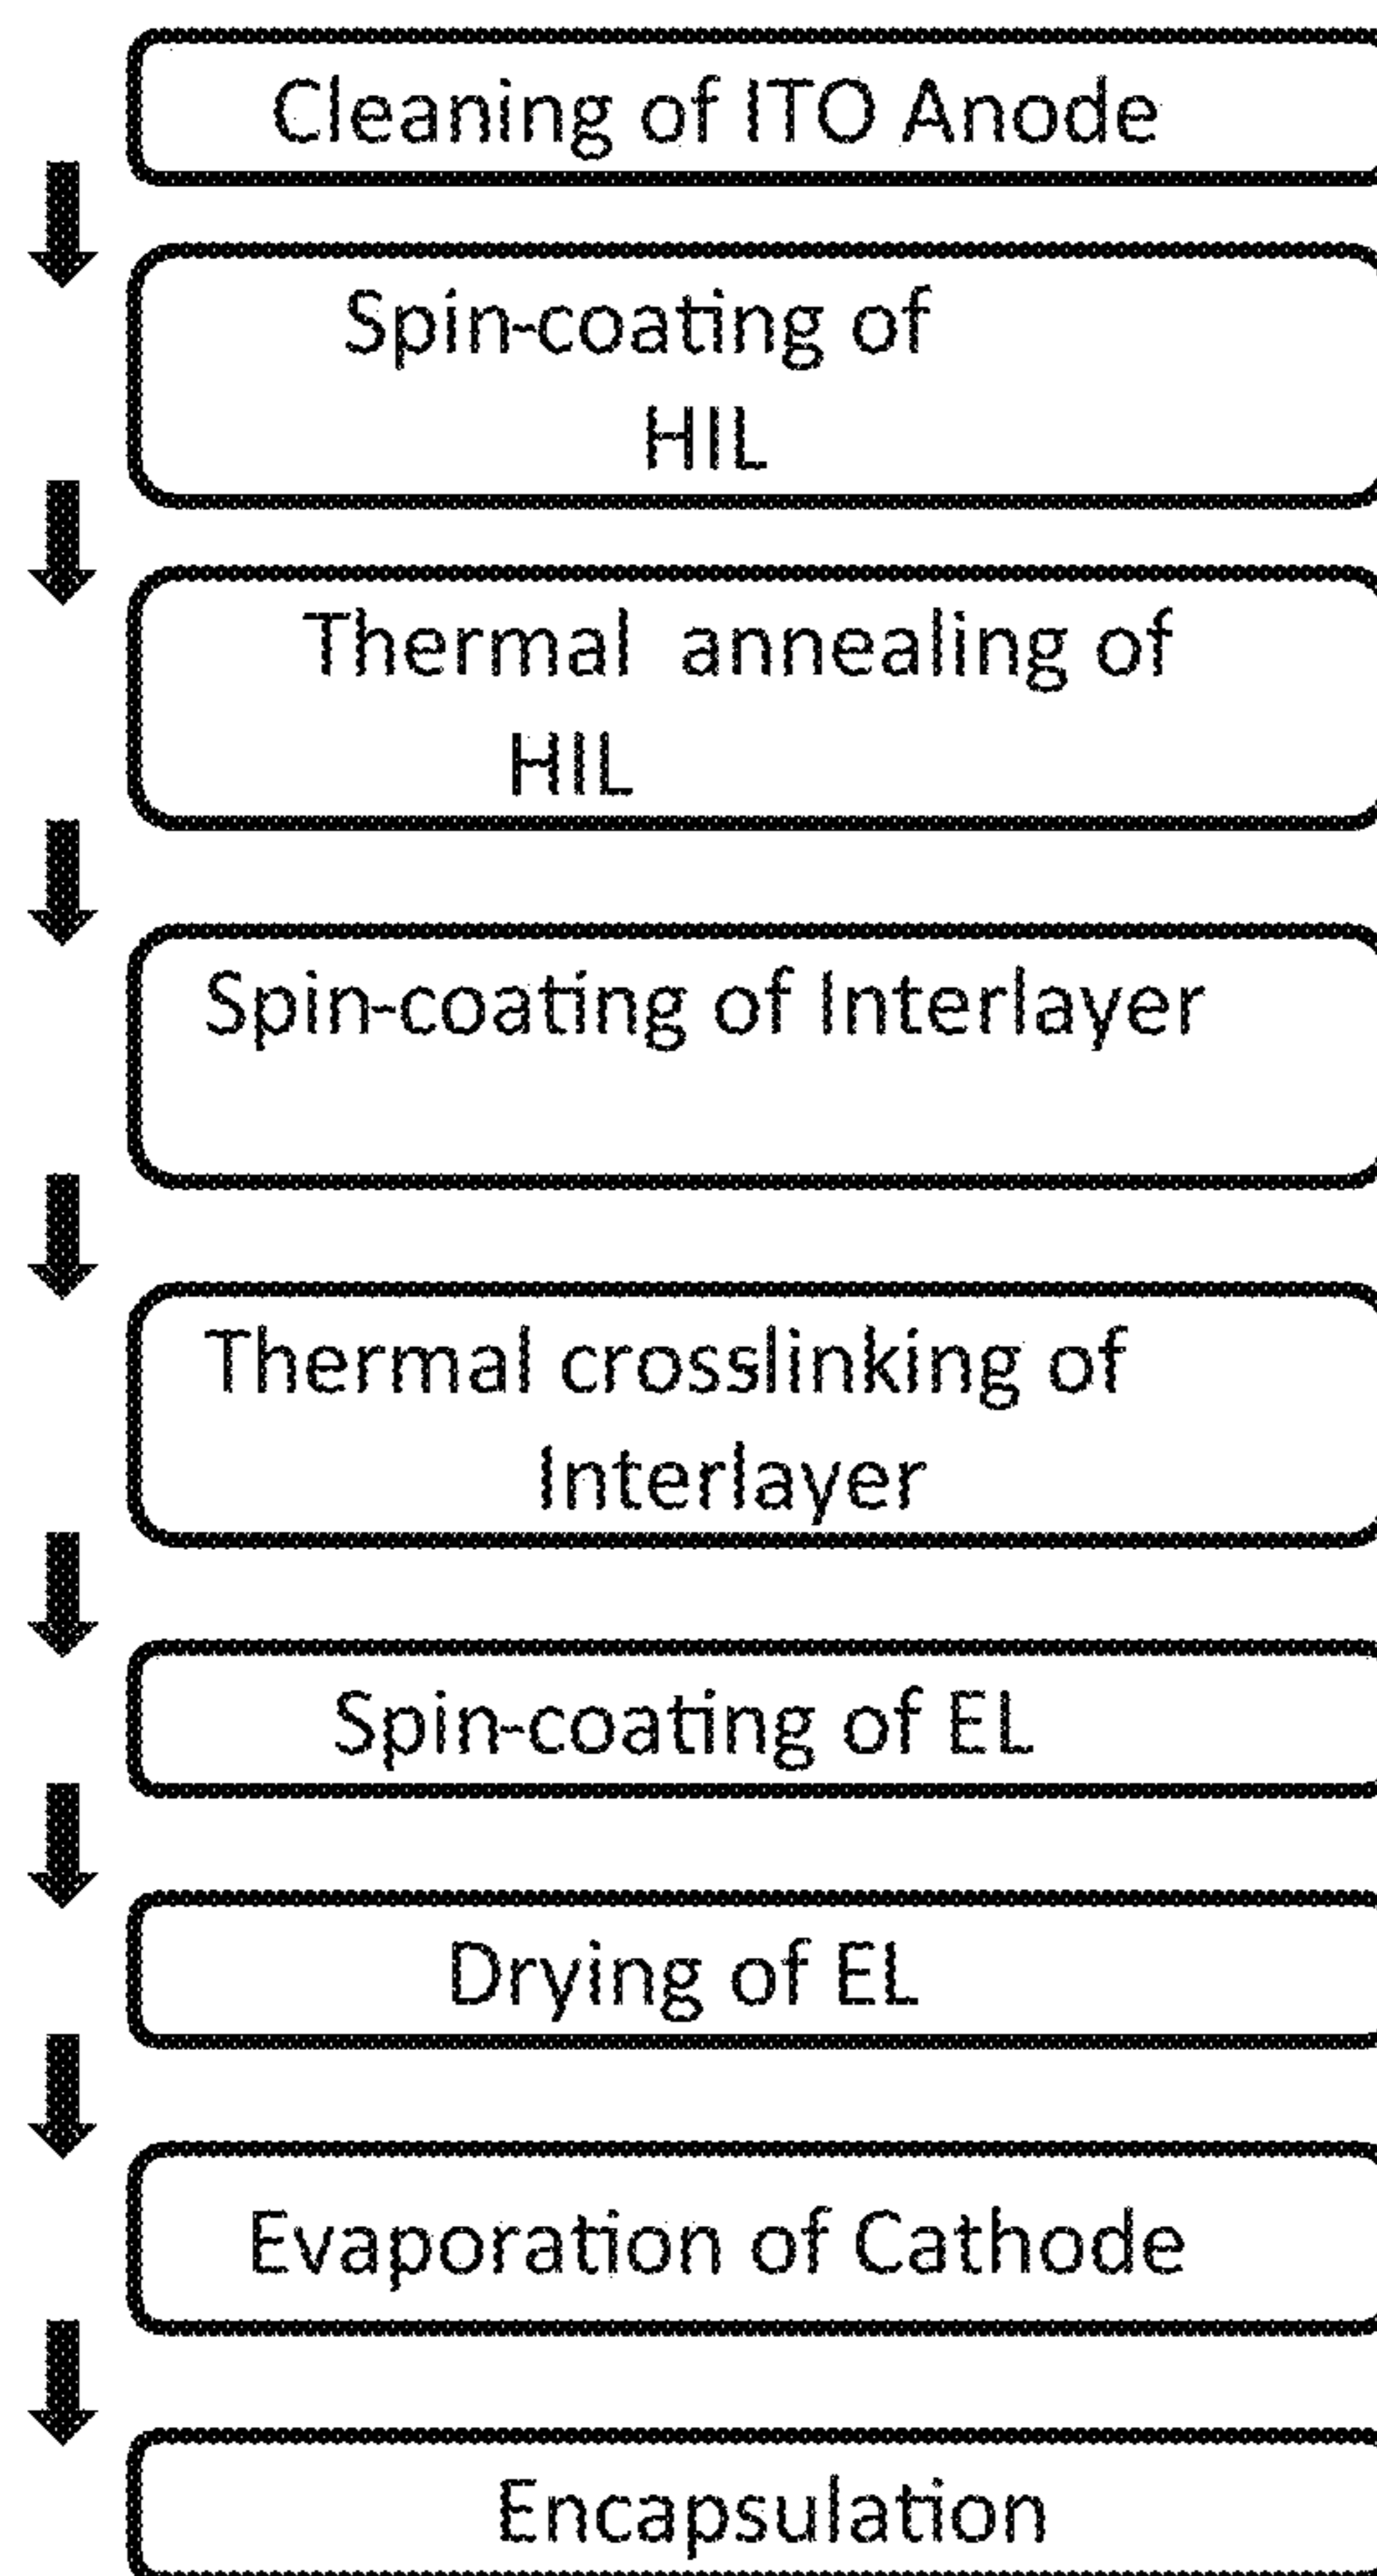 Cleaning of ITO Anode
Spin-coating of
HIL
Thermal annealing of
HIL
Spin-coating of Interlayer
Thermal crosslinking of
Interlayer
Spin-coating of EL
Drying of EL
Evaporation of Cathode
Encapsulation